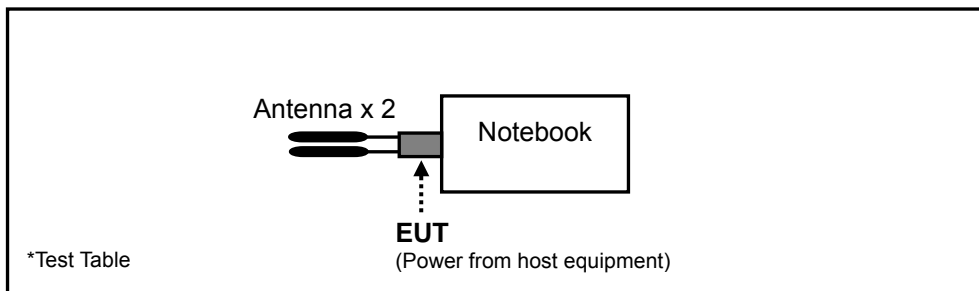 Antenna x 2
Notebook
EUT
(Power from host equipment)
*Test Table